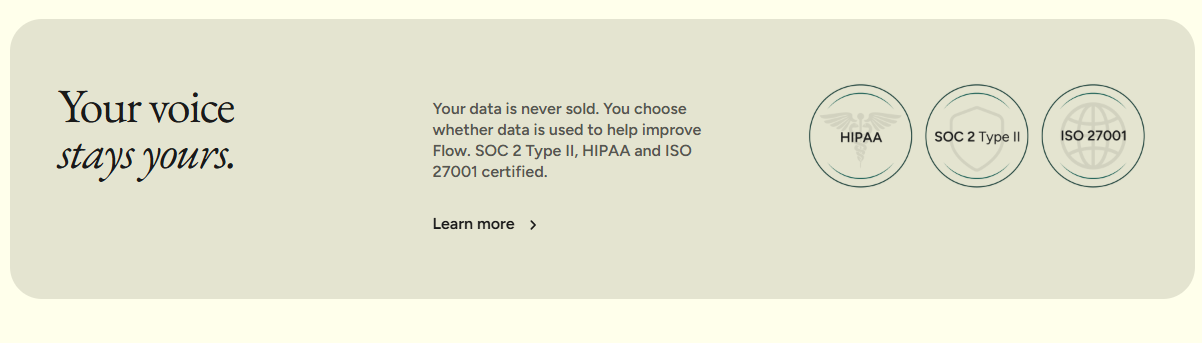 Your voice
stays yours.
Your data is never sold. You choose
whether data is used to help improve
Flow. SOC 2 Type II, HIPAA and ISO
27001 certified.
Learn more
HIPAA
SOC 2 Type II
ISO 27001